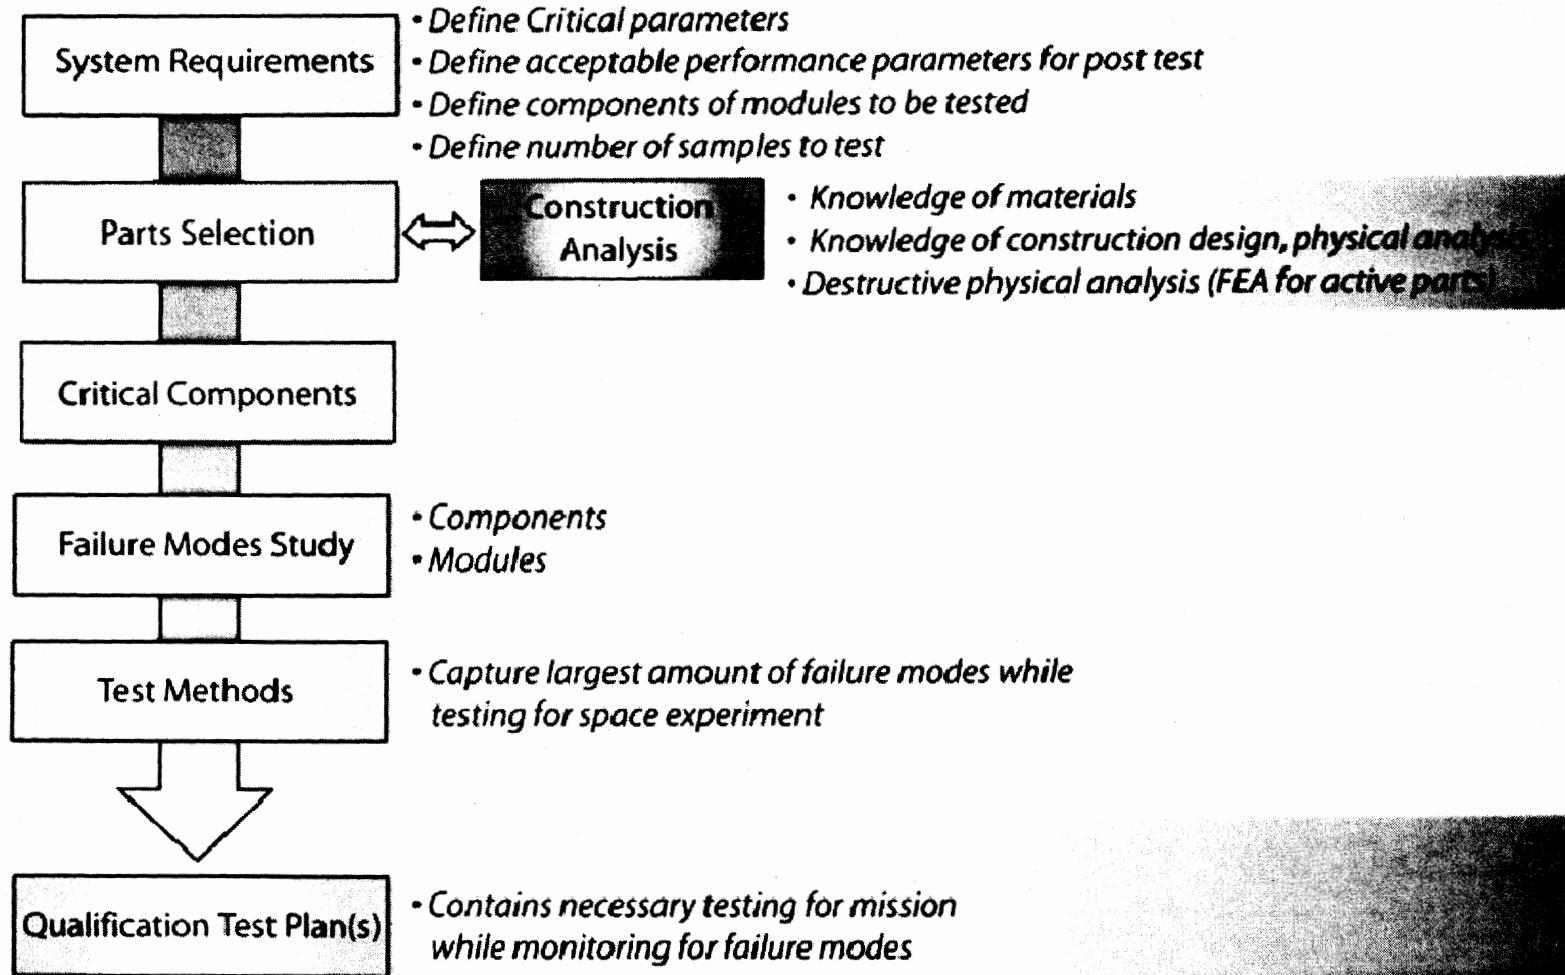 System Requirements
• Define Critical parameters
• Define acceptable performance parameters for post test
• Define components of modules to be tested
• Define number of samples to test
Parts Selection
Construction
Analysis
• Knowledge of materials
• Knowledge of construction design, physical analysis
• Destructive physical analysis (FEA for active parts)
Critical Components
Failure Modes Study
• Components
• Modules
Test Methods
• Capture largest amount of failure modes while
testing for space experiment
Qualification Test Plan(s)
• Contains necessary testing for mission
while monitoring for failure modes